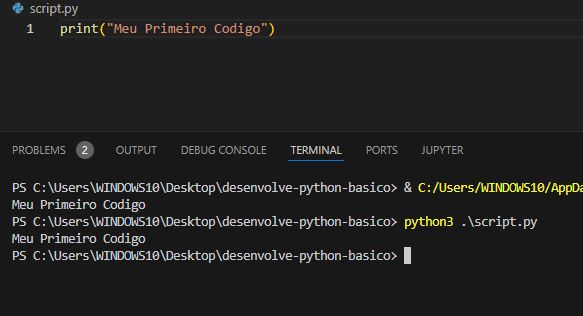 script.py
1 print("Meu Primeiro Codigo")
PROBLEMS 2 OUTPUT DEBUG CONSOLE TERMINAL PORTS JUPYTER
PS C:\Users\WINDOWS10\Desktop\desenvolve-python-basico> & C:/Users/WINDOWS10/AppDa
Meu Primeiro Codigo
PS C:\Users\WINDOWS10\Desktop\desenvolve-python-basico> python3 .\script.py
Meu Primeiro Codigo
PS C:\Users\WINDOWS10\Desktop\desenvolve-python-basico>